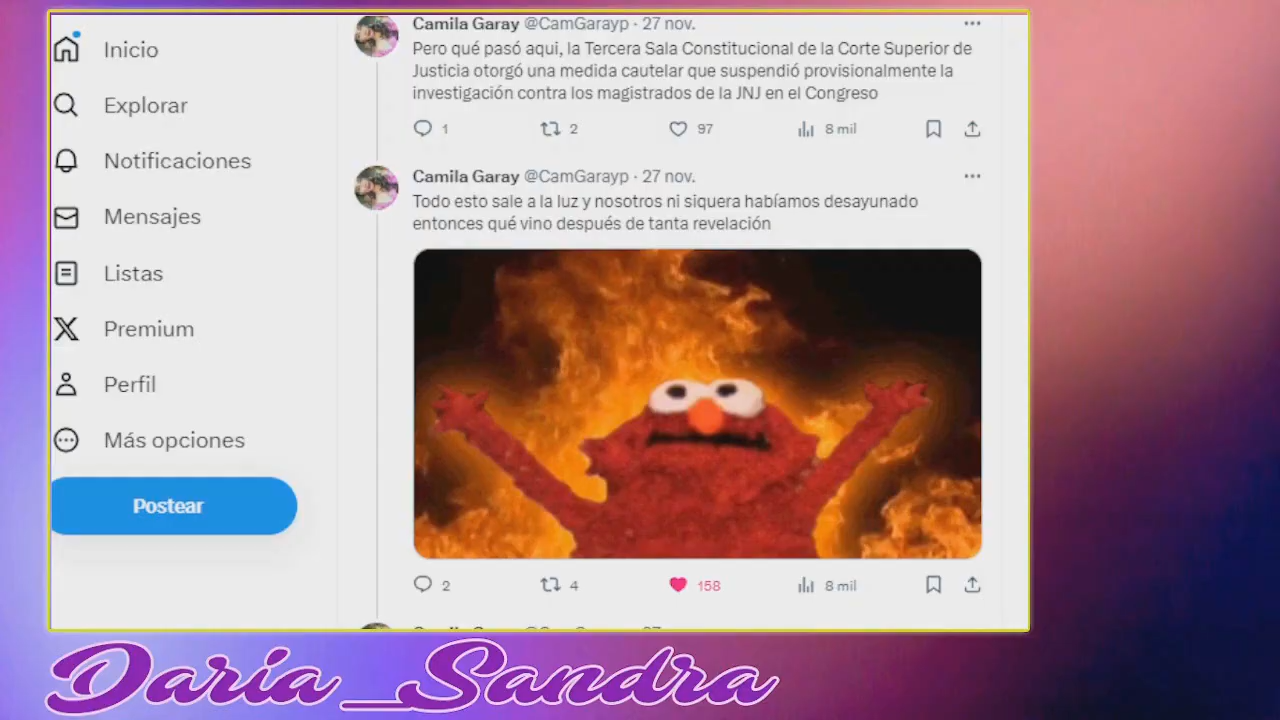 Inicio
Explorar
Notificaciones
Mensajes
Listas
Premium
Perfil
Más opciones
Postear
Camila Garay @CamGarayp · 27 nov.
Pero qué pasó aqui, la Tercera Sala Constitucional de la Corte Superior de
Justicia otorgó una medida cautelar que suspendió provisionalmente la
investigación contra los magistrados de la JNJ en el Congreso
1 2 97 8 mil
Camila Garay @CamGarayp · 27 nov.
Todo esto sale a la luz y nosotros ni siquera habíamos desayunado
entonces qué vino después de tanta revelación
2 4 158 8 mil
Daria_Sandra